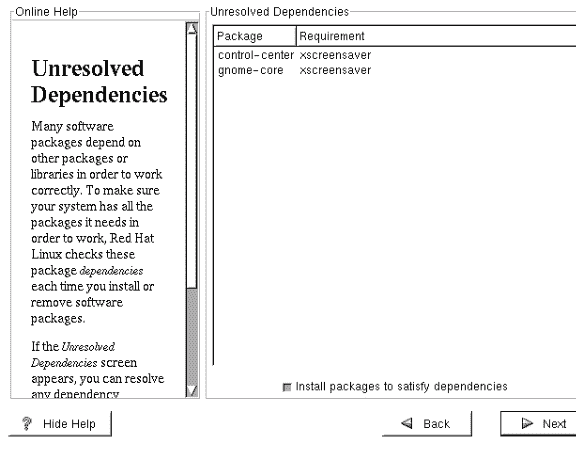 Online Help
Unresolved
Dependencies
Many software
packages depend on
other packages or
libraries in order to work
correctly. To make sure
your system has all the
packages it needs in
order to work, Red Hat
Linux checks these
package dependencies
each time you install or
remove software
packages.
If the Unresolved
Dependencies screen
appears, you can resolve
any dependency
Unresolved Dependencies
Package Requirement
control-center xscreensaver
gnome-core xscreensaver
Install packages to satisfy dependencies
? Hide Help
Back
Next